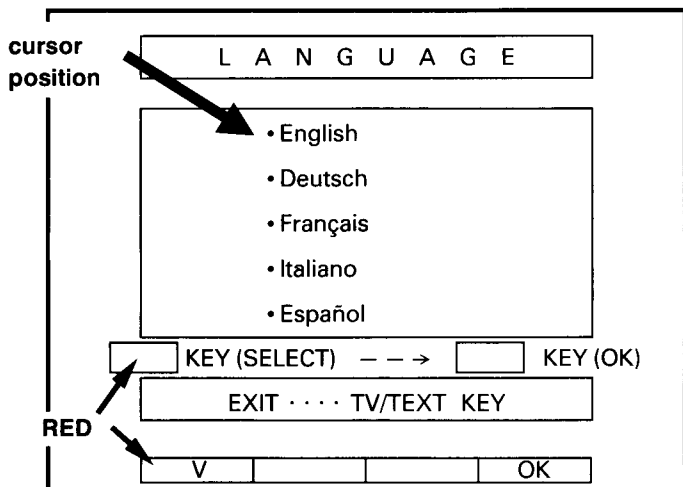 cursor
position
L A N G U A G E
• English
• Deutsch
• Français
• Italiano
• Español
KEY (SELECT) – – –→ KEY (OK)
EXIT ···· TV/TEXT KEY
RED
V OK